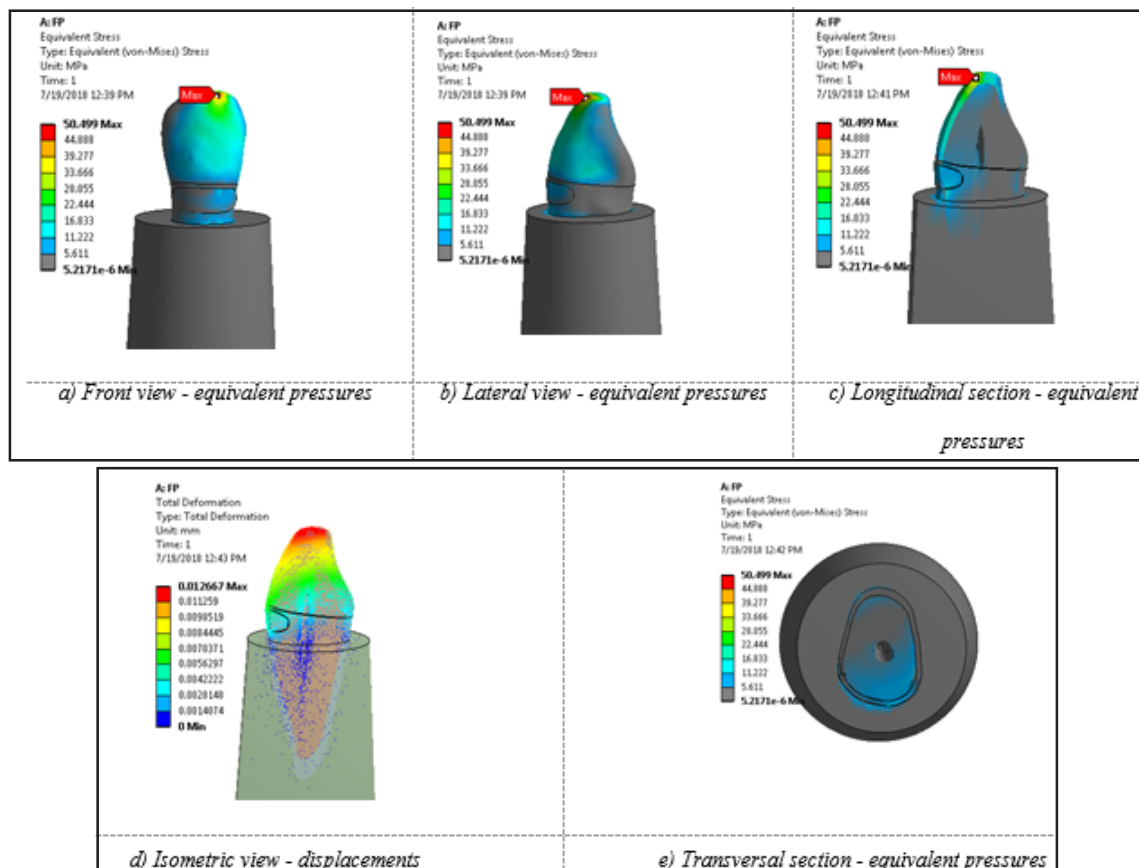 A: FP
Equivalent Stress
Type: Equivalent (von-Mises) Stress
Unit: MPa
Time: 1
7/19/2018 12:39 PM
Max
50.499 Max
44.888
39.277
33.666
28.055
22.444
16.833
11.222
5.611
5.2171e-6 Min
a) Front view - equivalent pressures
A: FP
Equivalent Stress
Type: Equivalent (von-Mises) Stress
Unit: MPa
Time: 1
7/19/2018 12:39 PM
Max
50.499 Max
44.888
39.277
33.666
28.055
22.444
16.833
11.222
5.611
5.2171e-6 Min
b) Lateral view - equivalent pressures
A: FP
Equivalent Stress
Type: Equivalent (von-Mises) Stress
Unit: MPa
Time: 1
7/19/2018 12:41 PM
Max
50.499 Max
44.888
39.277
33.666
28.055
22.444
16.833
11.222
5.611
5.2171e-6 Min
c) Longitudinal section - equivalent
pressures
A: FP
Total Deformation
Type: Total Deformation
Unit: mm
Time: 1
7/19/2018 12:43 PM
0.012667 Max
0.011259
0.0098519
0.0084445
0.0070371
0.0056297
0.0042222
0.0028148
0.0014074
0 Min
d) Isometric view - displacements
A: FP
Equivalent Stress
Type: Equivalent (von-Mises) Stress
Unit: MPa
Time: 1
7/19/2018 12:42 PM
50.499 Max
44.888
39.277
33.666
28.055
22.444
16.833
11.222
5.611
5.2171e-6 Min
e) Transversal section - equivalent pressures